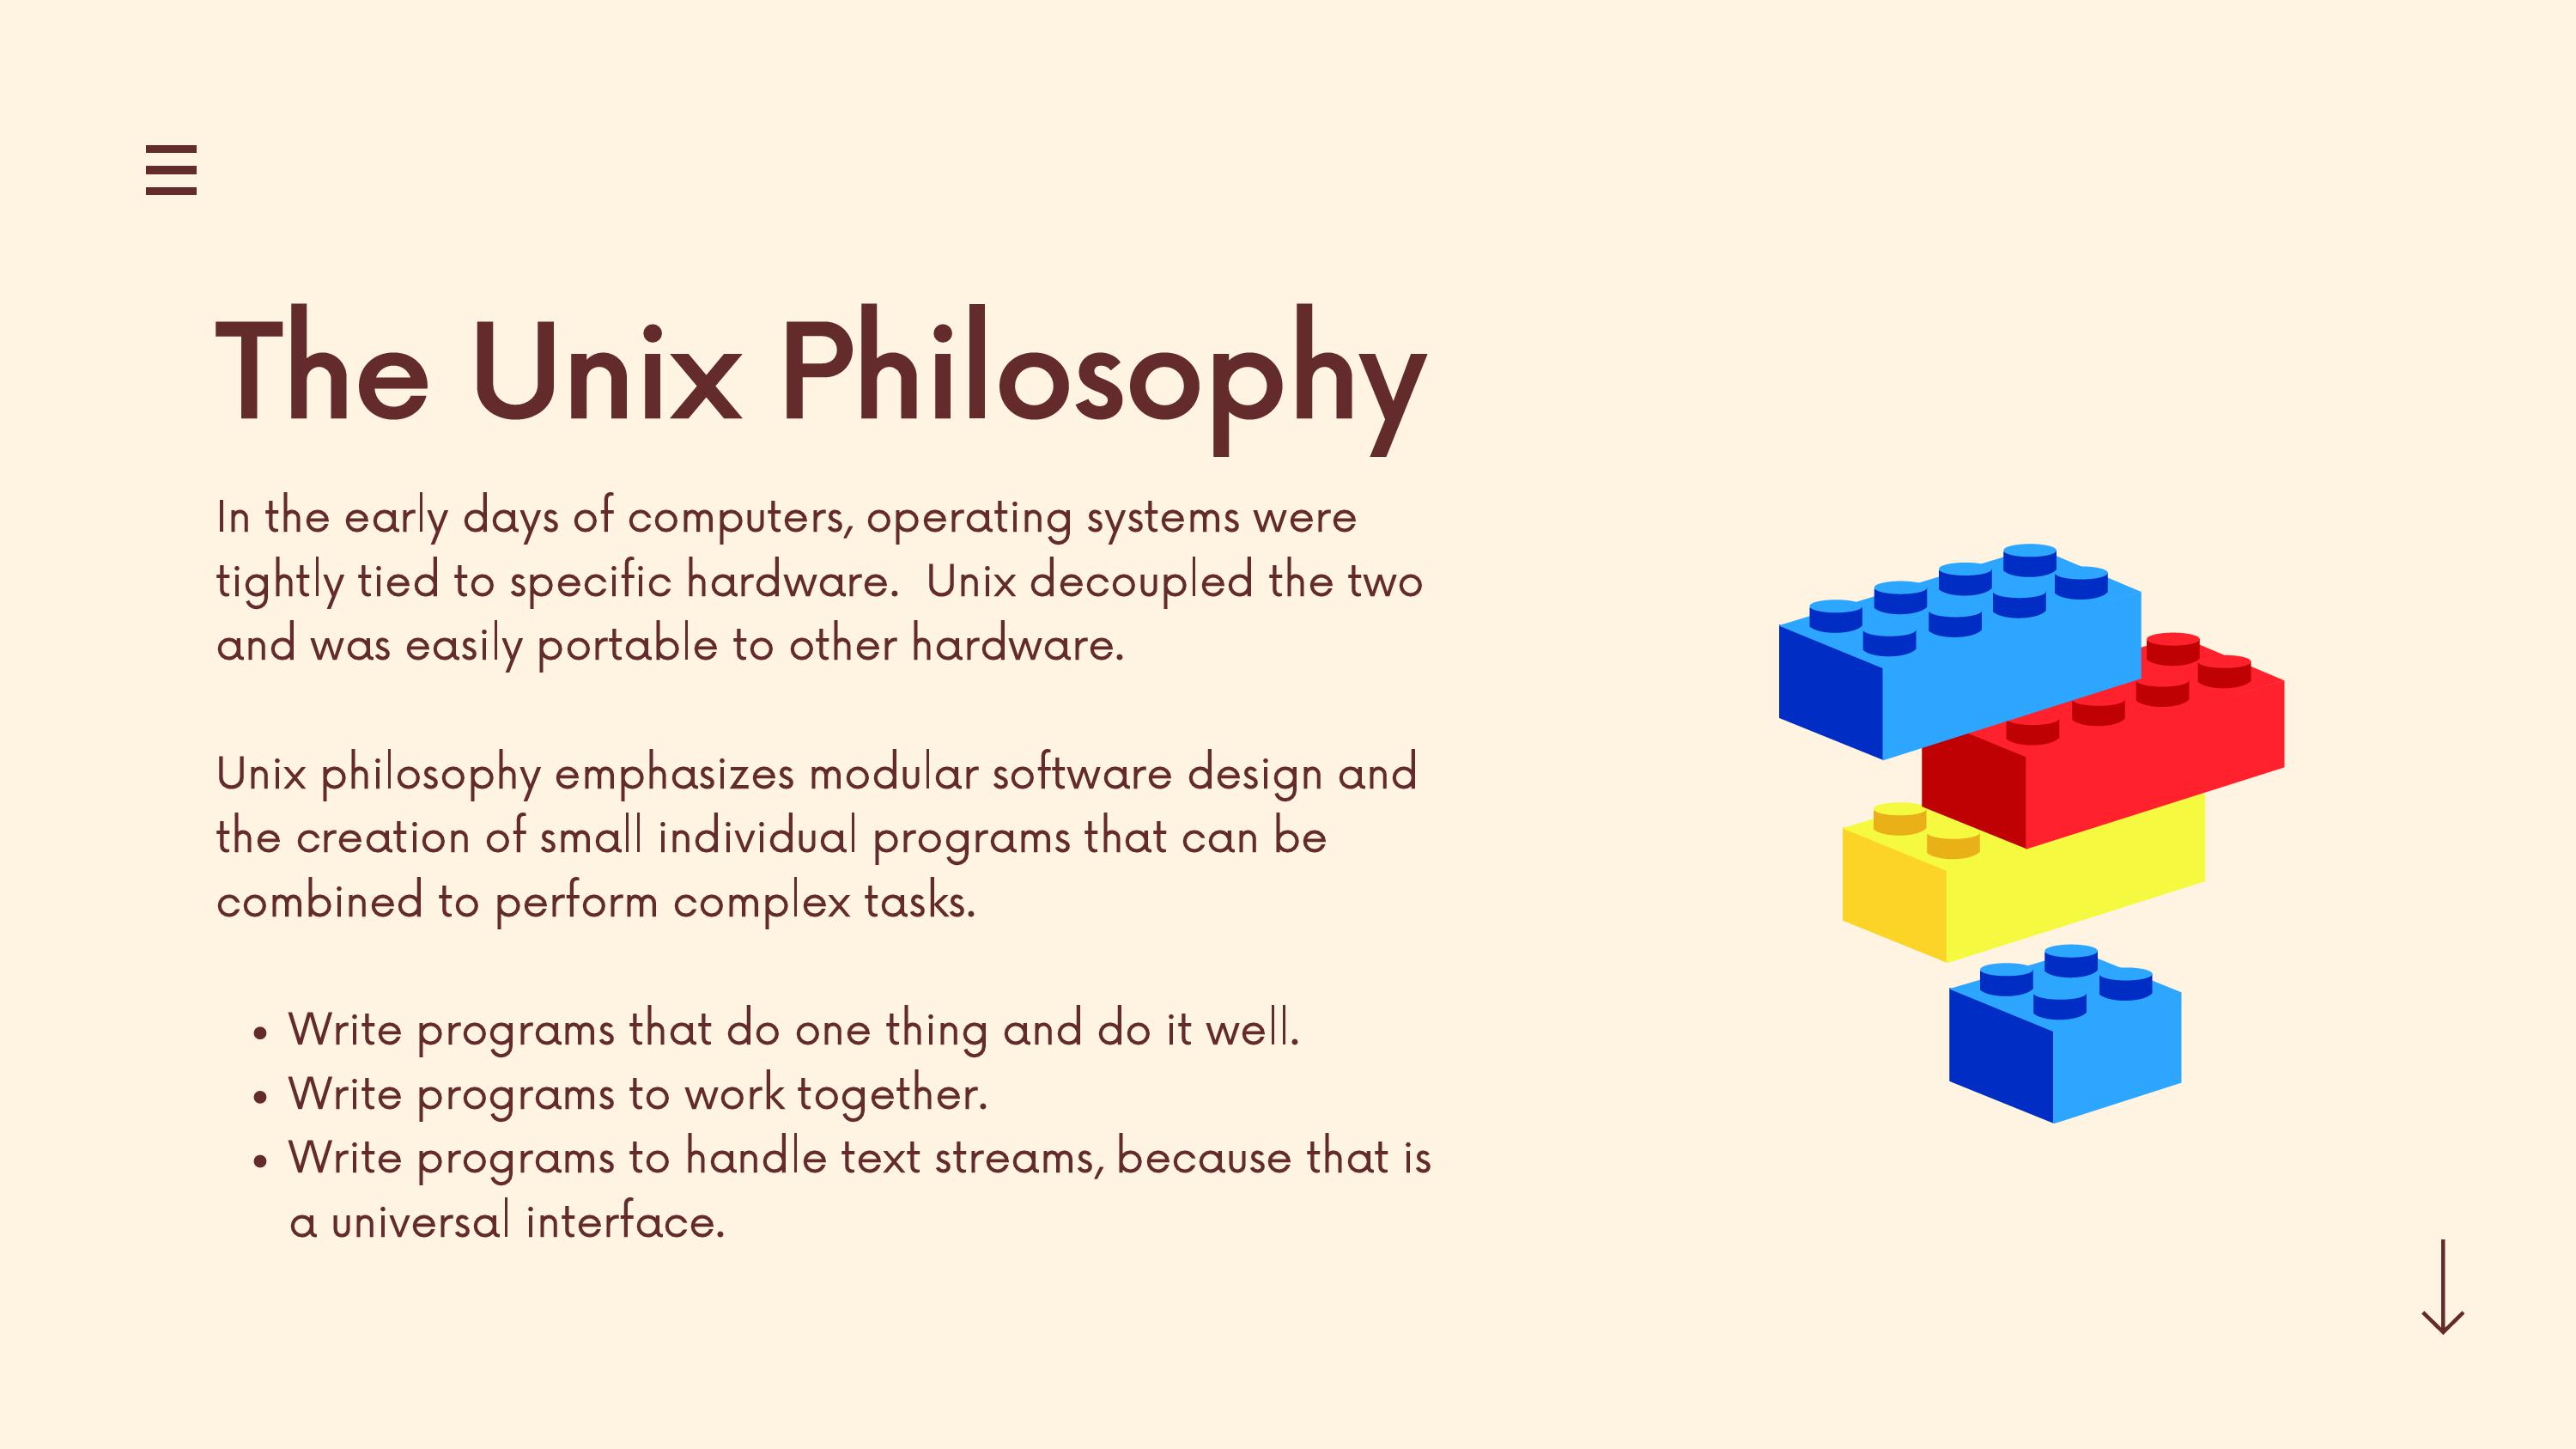 The Unix Philosophy
In the early days of computers, operating systems were
tightly tied to specific hardware.  Unix decoupled the two
and was easily portable to other hardware.
Unix philosophy emphasizes modular software design and
the creation of small individual programs that can be
combined to perform complex tasks.
• Write programs that do one thing and do it well.
• Write programs to work together.
• Write programs to handle text streams, because that is
a universal interface.